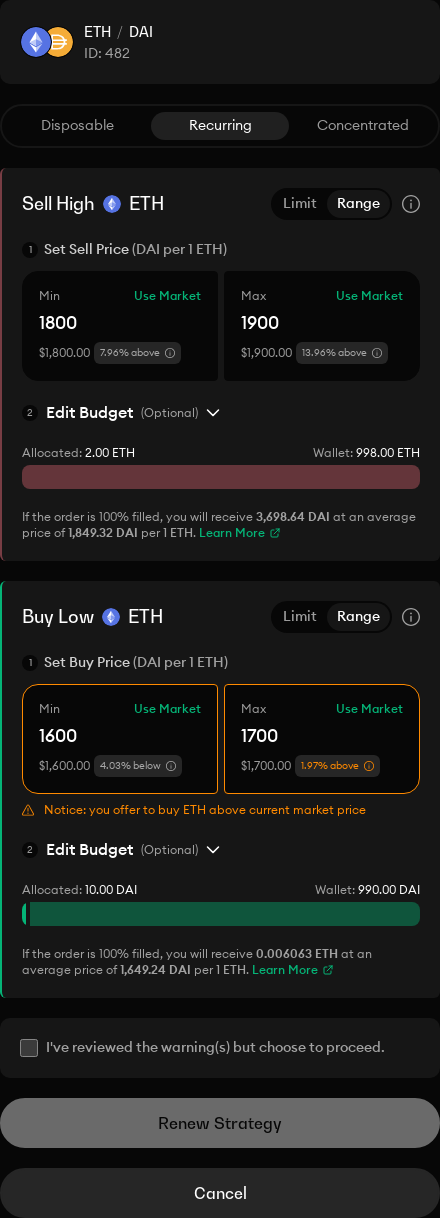 ETH / DAI
ID: 482
Disposable Recurring Concentrated
Sell High ETH Limit Range
1 Set Sell Price (DAI per 1 ETH)
Min Use Market Max Use Market
1800 1900
$1,800.00 7.96% above $1,900.00 13.96% above
2 Edit Budget (Optional)
Allocated: 2.00 ETH Wallet: 998.00 ETH
If the order is 100% filled, you will receive 3,698.64 DAI at an average
price of 1,849.32 DAI per 1 ETH. Learn More
Buy Low ETH Limit Range
1 Set Buy Price (DAI per 1 ETH)
Min Use Market Max Use Market
1600 1700
$1,600.00 4.03% below $1,700.00 1.97% above
Notice: you offer to buy ETH above current market price
2 Edit Budget (Optional)
Allocated: 10.00 DAI Wallet: 990.00 DAI
If the order is 100% filled, you will receive 0.006063 ETH at an
average price of 1,649.24 DAI per 1 ETH. Learn More
I've reviewed the warning(s) but choose to proceed.
Renew Strategy
Cancel